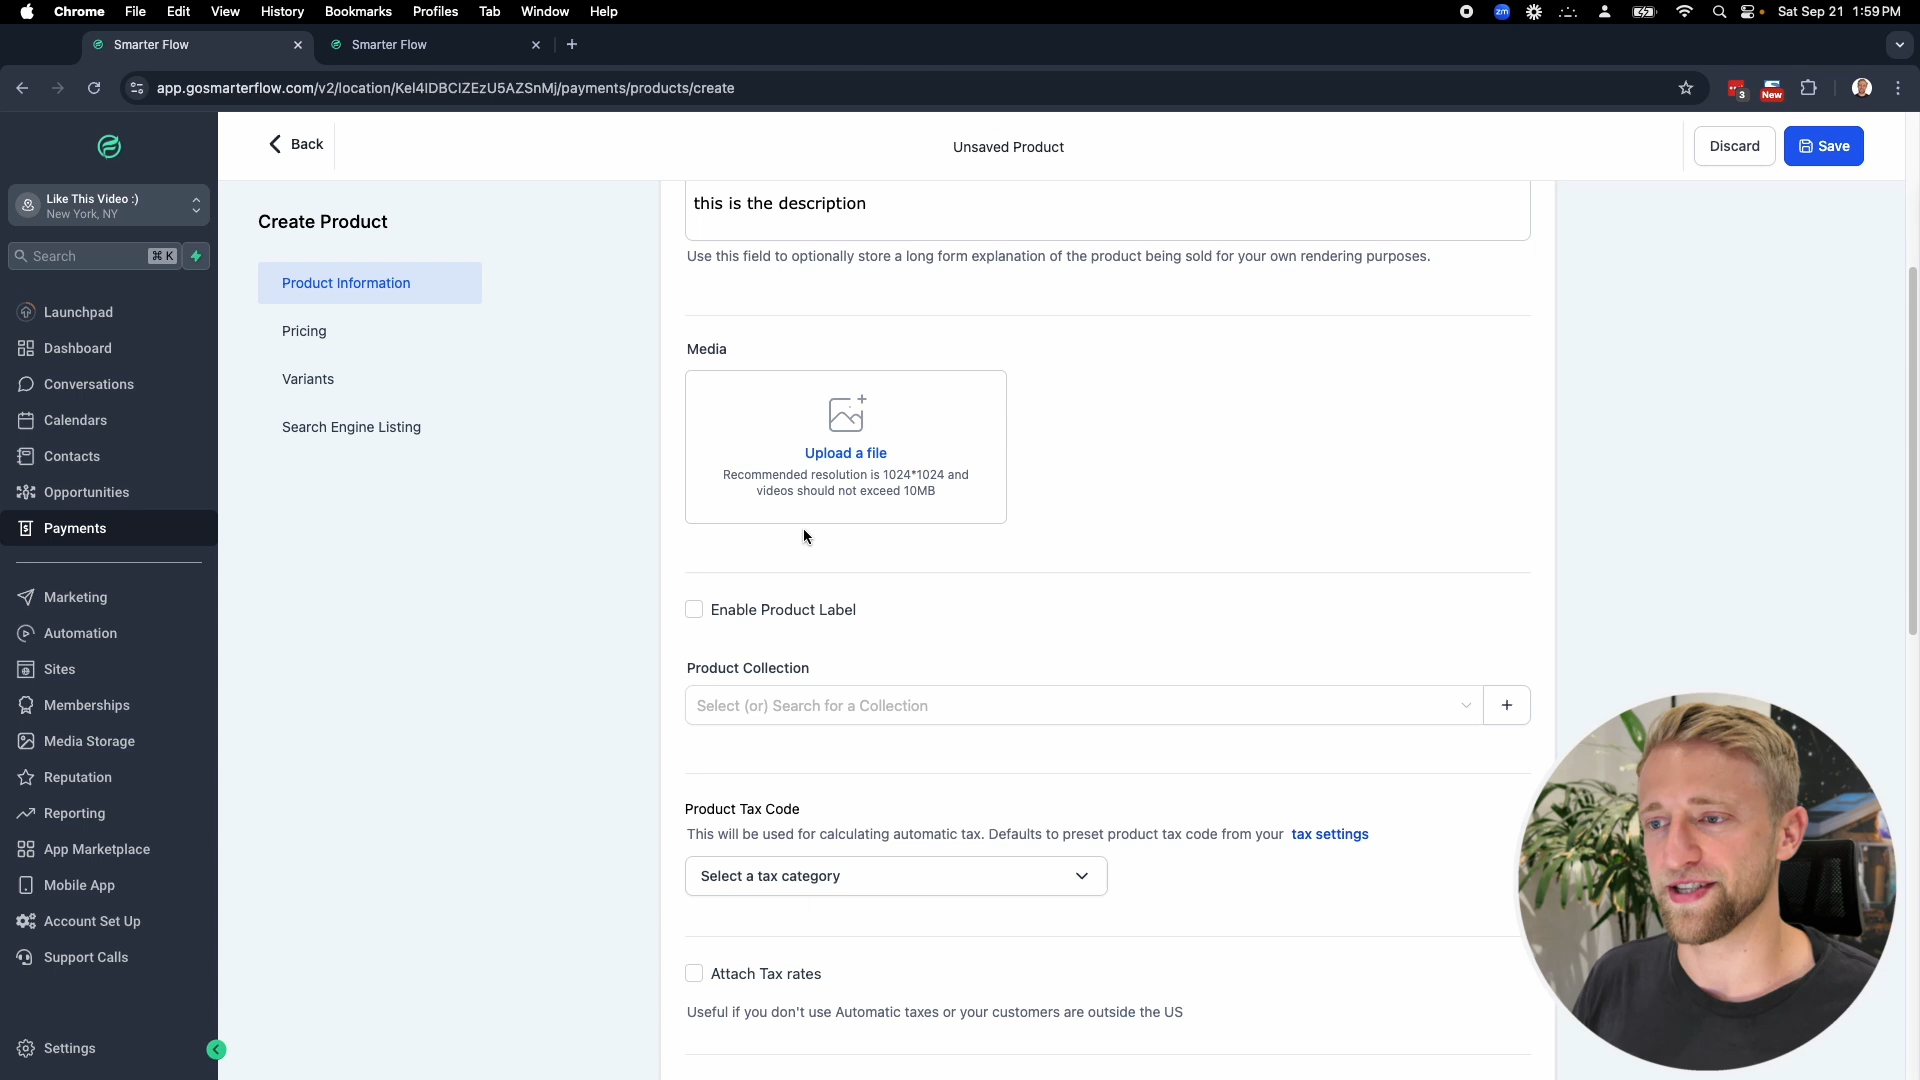 Chrome File Edit View History Bookmarks Profiles Tab Window Help
zm Sat Sep 21 1:59 PM
Smarter Flow
Smarter Flow
app.gosmarterflow.com/v2/location/Kel4IDBCIZEzU5AZSnMj/payments/products/create
3
New
Like This Video :)
New York, NY
Search ⌘ K
Launchpad
Dashboard
Conversations
Calendars
Contacts
Opportunities
Payments
Marketing
Automation
Sites
Memberships
Media Storage
Reputation
Reporting
App Marketplace
Mobile App
Account Set Up
Support Calls
Settings
Back
Unsaved Product
Discard
Save
Create Product
Product Information
Pricing
Variants
Search Engine Listing
this is the description
Use this field to optionally store a long form explanation of the product being sold for your own rendering purposes.
Media
Upload a file
Recommended resolution is 1024*1024 and
videos should not exceed 10MB
Enable Product Label
Product Collection
Select (or) Search for a Collection
+
Product Tax Code
This will be used for calculating automatic tax. Defaults to preset product tax code from your tax settings
Select a tax category
Attach Tax rates
Useful if you don't use Automatic taxes or your customers are outside the US